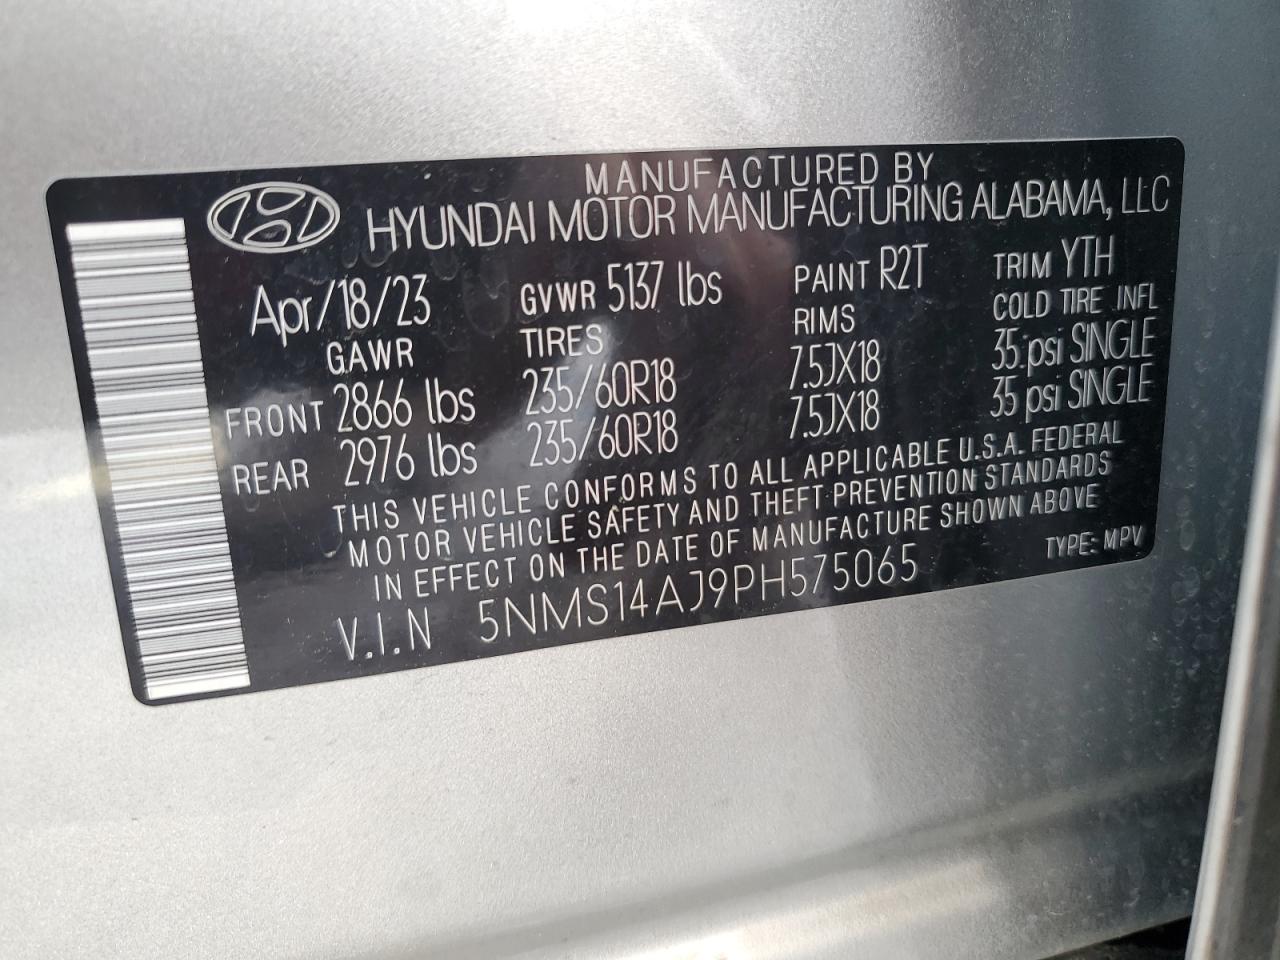 MANUFACTURED BY
HYUNDAI MOTOR MANUFACTURING ALABAMA, LLC
Apr/18/23 GVWR 5137 lbs PAINT R2T TRIM YTH
GAWR TIRES RIMS COLD TIRE INFL
FRONT 2866 lbs 235/60R18 7.5JX18 35 psi SINGLE
REAR 2976 lbs 235/60R18 7.5JX18 35 psi SINGLE
THIS VEHICLE CONFORMS TO ALL APPLICABLE U.S.A. FEDERAL
MOTOR VEHICLE SAFETY AND THEFT PREVENTION STANDARDS
IN EFFECT ON THE DATE OF MANUFACTURE SHOWN ABOVE
V.I.N 5NMS14AJ9PH575065 TYPE: MPV